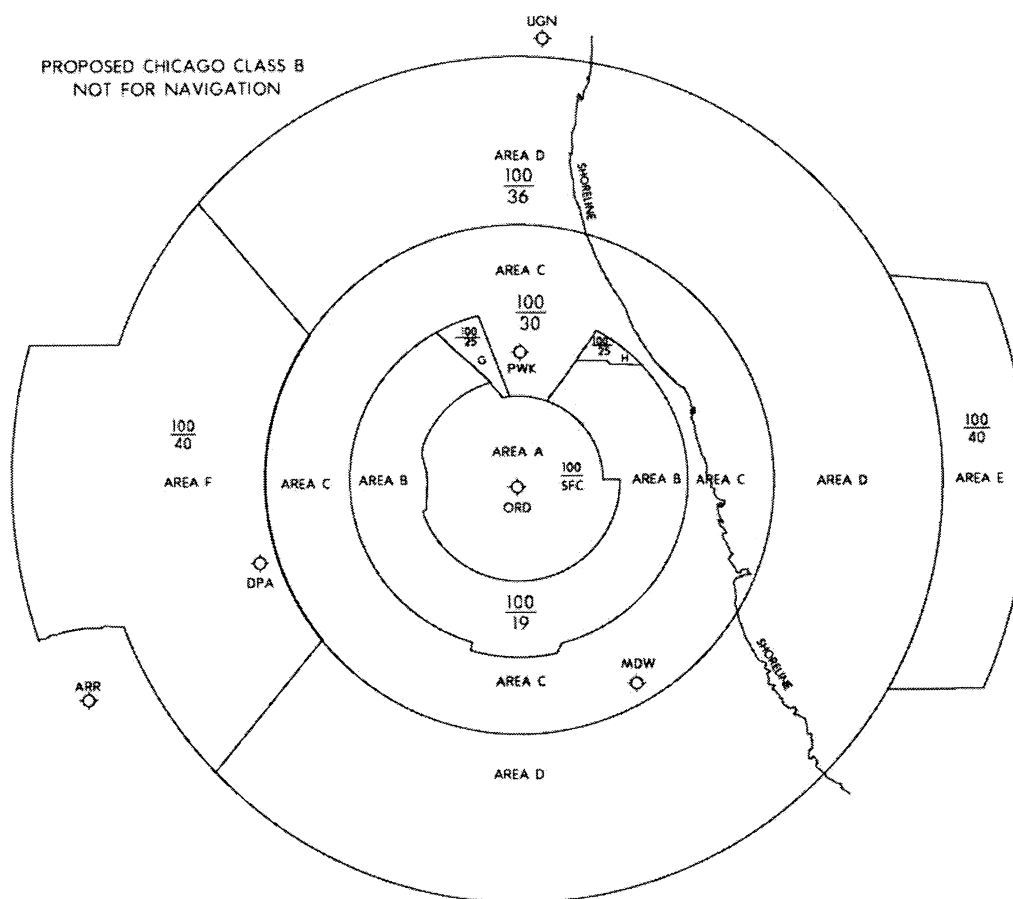 UGN
PROPOSED CHICAGO CLASS B
NOT FOR NAVIGATION
AREA D
100
36
SHORELINE
AREA C
100
30
100
25
G
PWK
100
25
H
AREA A
100
SFC
ORD
100
40
AREA F
AREA C
AREA B
AREA B
AREA C
AREA D
100
40
AREA E
DPA
100
19
MDW
AREA C
SHORELINE
ARR
AREA D